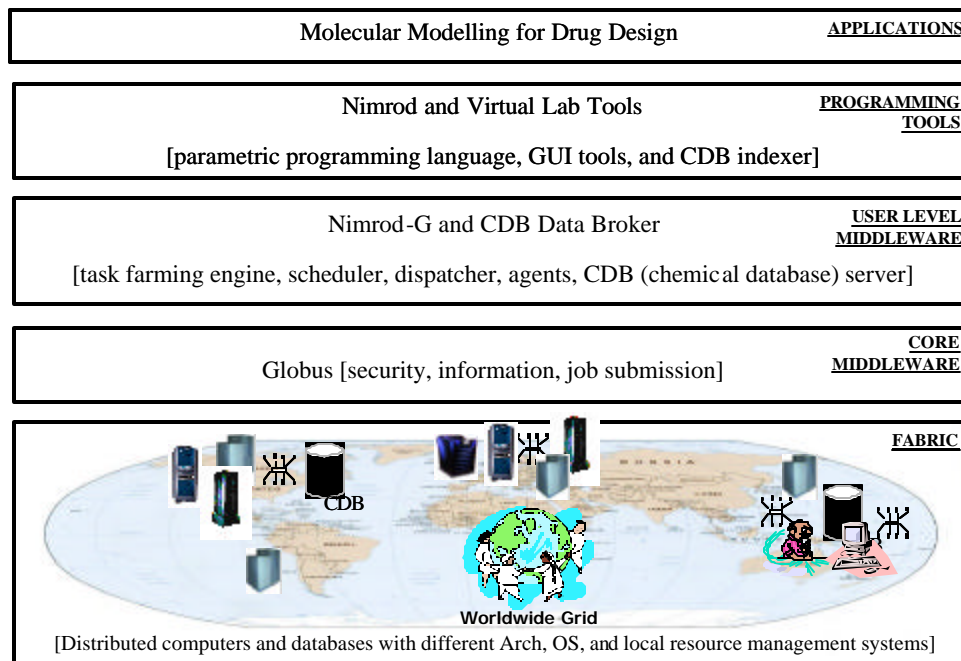 Molecular Modelling for Drug Design
APPLICATIONS
Nimrod and Virtual Lab Tools
PROGRAMMING
TOOLS
[parametric programming language, GUI tools, and CDB indexer]
Nimrod-G and CDB Data Broker
USER LEVEL
MIDDLEWARE
[task farming engine, scheduler, dispatcher, agents, CDB (chemical database) server]
CORE
MIDDLEWARE
Globus [security, information, job submission]
FABRIC
RUSSIA
CDB
BRAZIL
Worldwide Grid
[Distributed computers and databases with different Arch, OS, and local resource management systems]